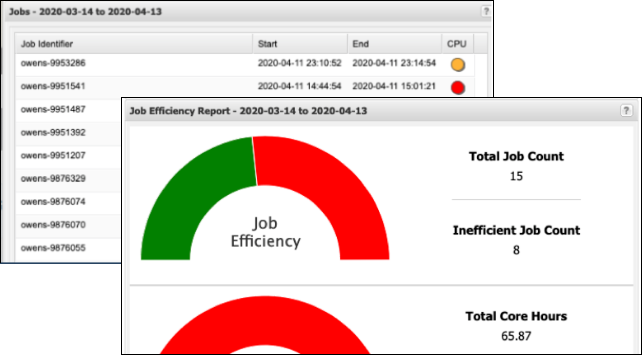 Jobs - 2020-03-14 to 2020-04-13
?
Job Identifier Start End CPU
owens-9953286 2020-04-11 23:10:52 2020-04-11 23:14:54
owens-9951541 2020-04-11 14:44:54 2020-04-11 15:01:21
owens-9951487
owens-9951392
owens-9951207
owens-9876329
owens-9876074
owens-9876070
owens-9876055
Job Efficiency Report - 2020-03-14 to 2020-04-13
?
Job
Efficiency
Total Job Count
15
Inefficient Job Count
8
Total Core Hours
65.87